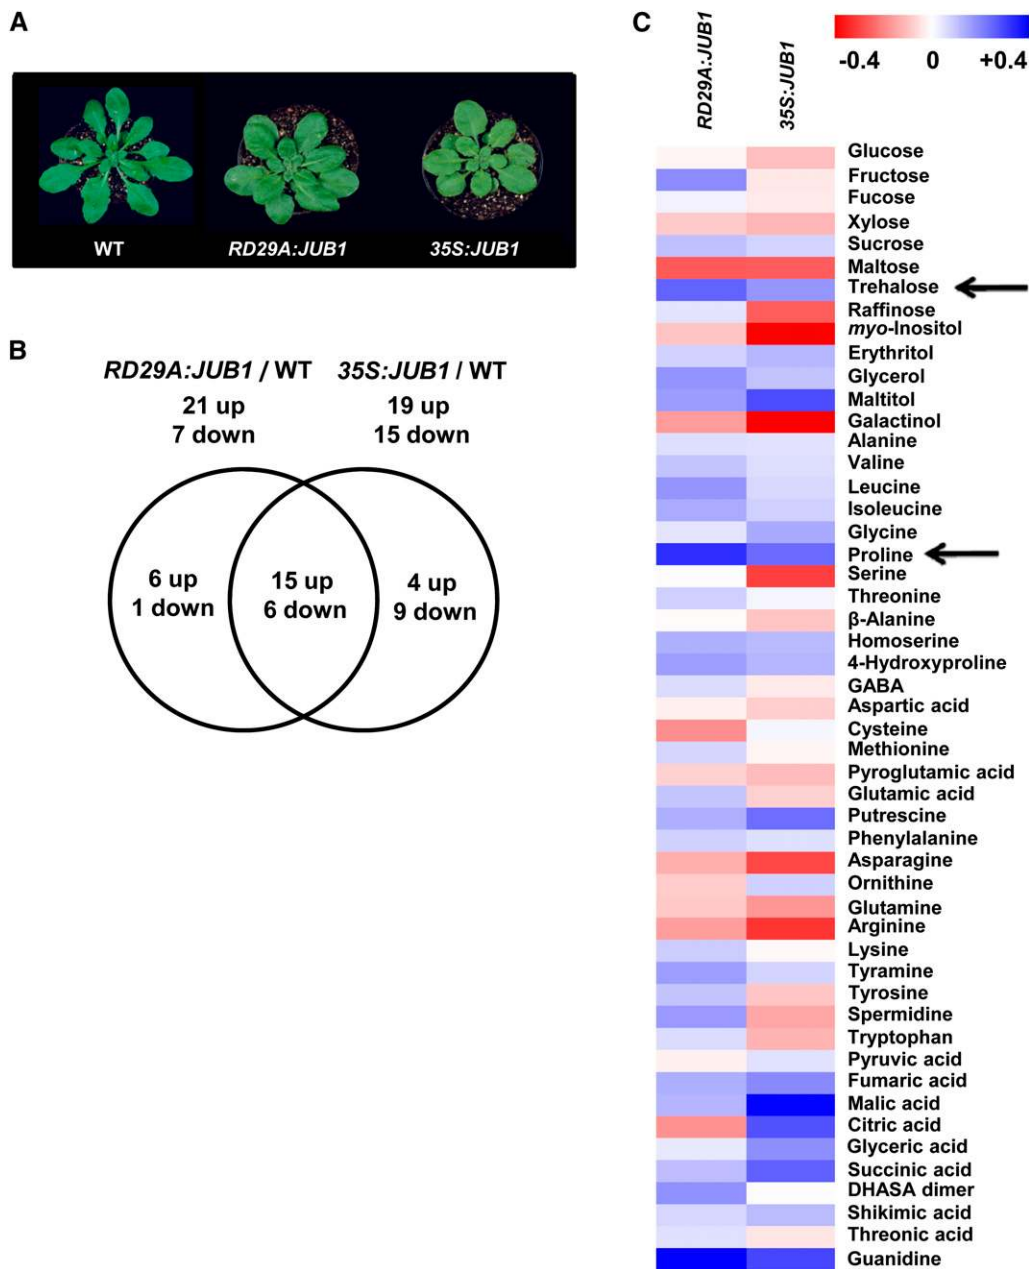 A
WT
RD29A:JUB1
35S:JUB1
B
RD29A:JUB1 / WT
35S:JUB1 / WT
21 up
7 down
19 up
15 down
6 up
1 down
15 up
6 down
4 up
9 down
C
RD29A:JUB1
35S:JUB1
-0.4
0
+0.4
Glucose
Fructose
Fucose
Xylose
Sucrose
Maltose
Trehalose
Raffinose
myo-Inositol
Erythritol
Glycerol
Maltitol
Galactinol
Alanine
Valine
Leucine
Isoleucine
Glycine
Proline
Serine
Threonine
β-Alanine
Homoserine
4-Hydroxyproline
GABA
Aspartic acid
Cysteine
Methionine
Pyroglutamic acid
Glutamic acid
Putrescine
Phenylalanine
Asparagine
Ornithine
Glutamine
Arginine
Lysine
Tyramine
Tyrosine
Spermidine
Tryptophan
Pyruvic acid
Fumaric acid
Malic acid
Citric acid
Glyceric acid
Succinic acid
DHASA dimer
Shikimic acid
Threonic acid
Guanidine